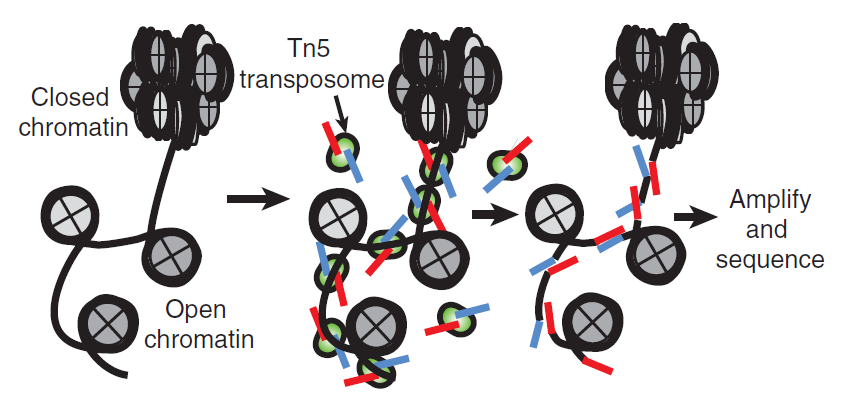 Tn5
transposome
Closed
chromatin
Open
chromatin
Amplify
and
sequence